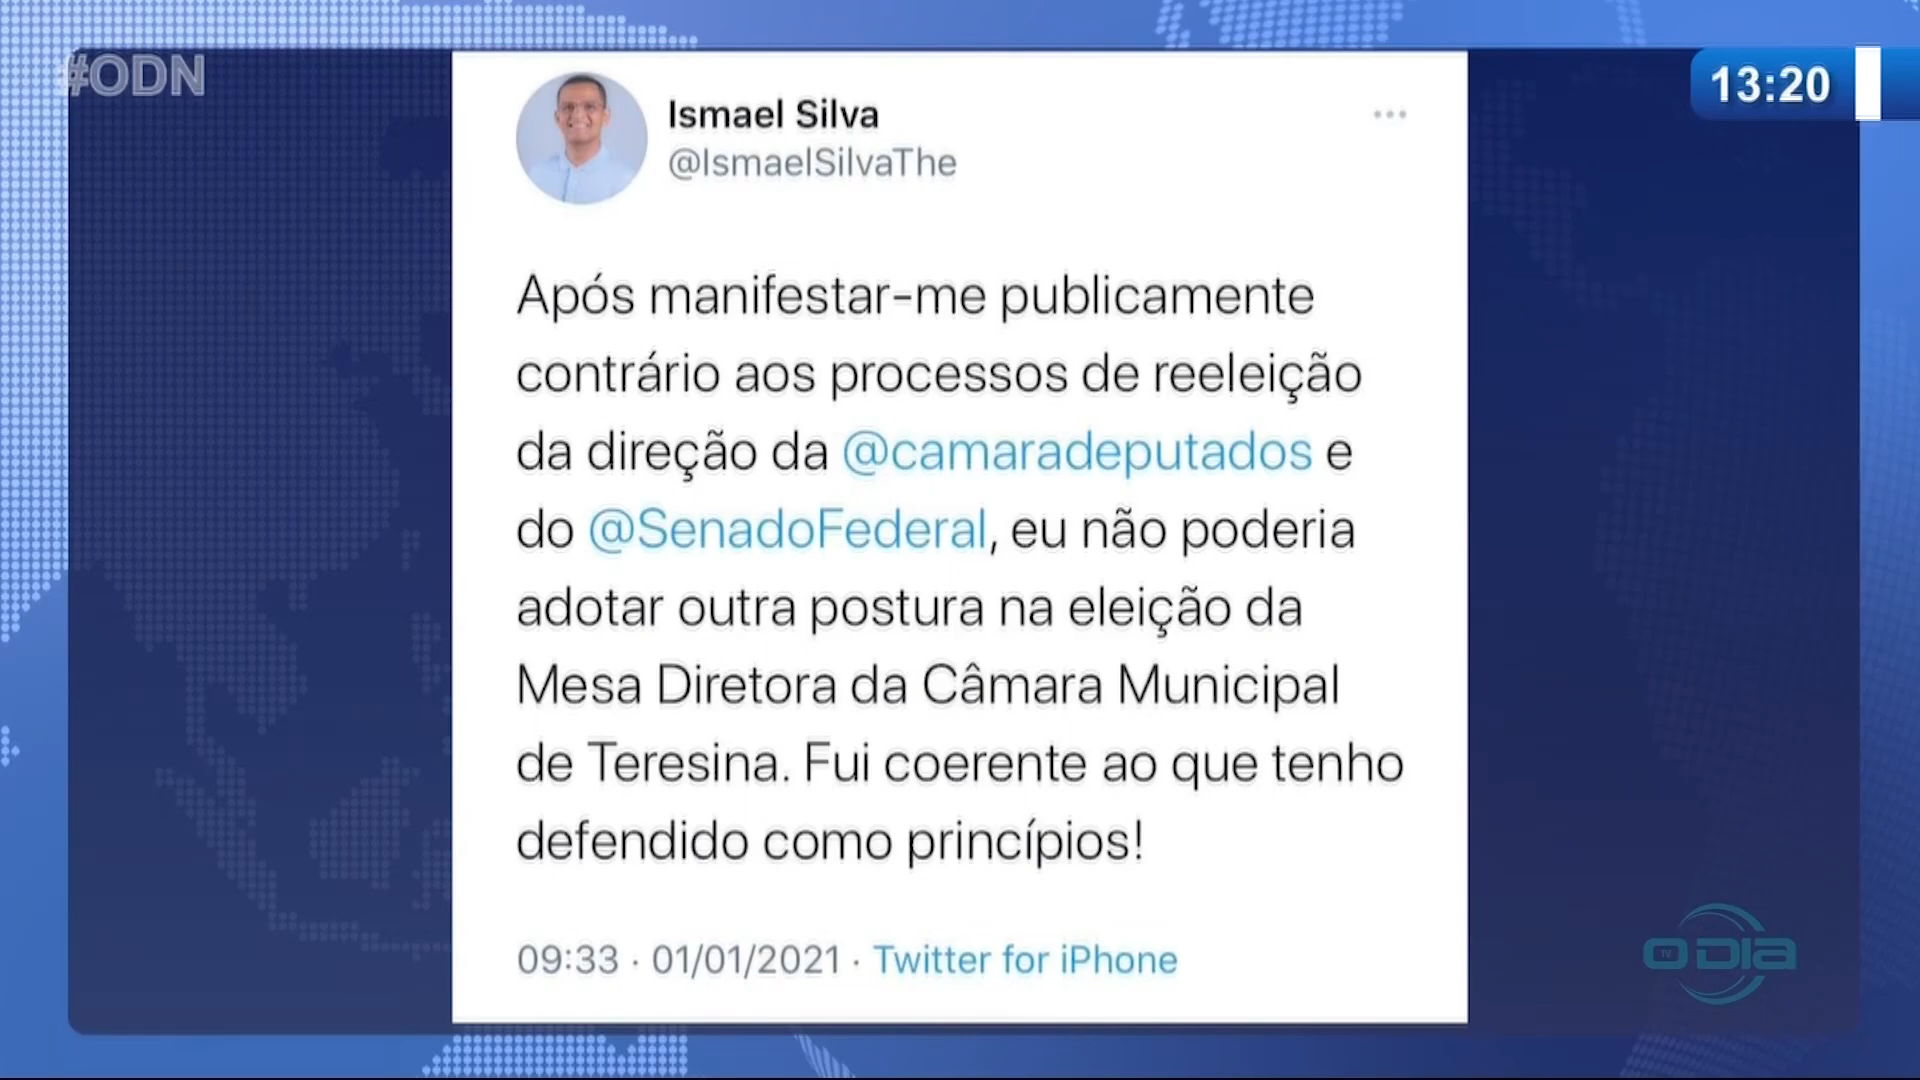 #ODN
13:20
Ismael Silva
@IsmaelSilvaThe
Após manifestar-me publicamente
contrário aos processos de reeleição
da direção da @camaradeputados e
do @SenadoFederal, eu não poderia
adotar outra postura na eleição da
Mesa Diretora da Câmara Municipal
de Teresina. Fui coerente ao que tenho
defendido como princípios!
09:33 · 01/01/2021 · Twitter for iPhone
O DIA
TV